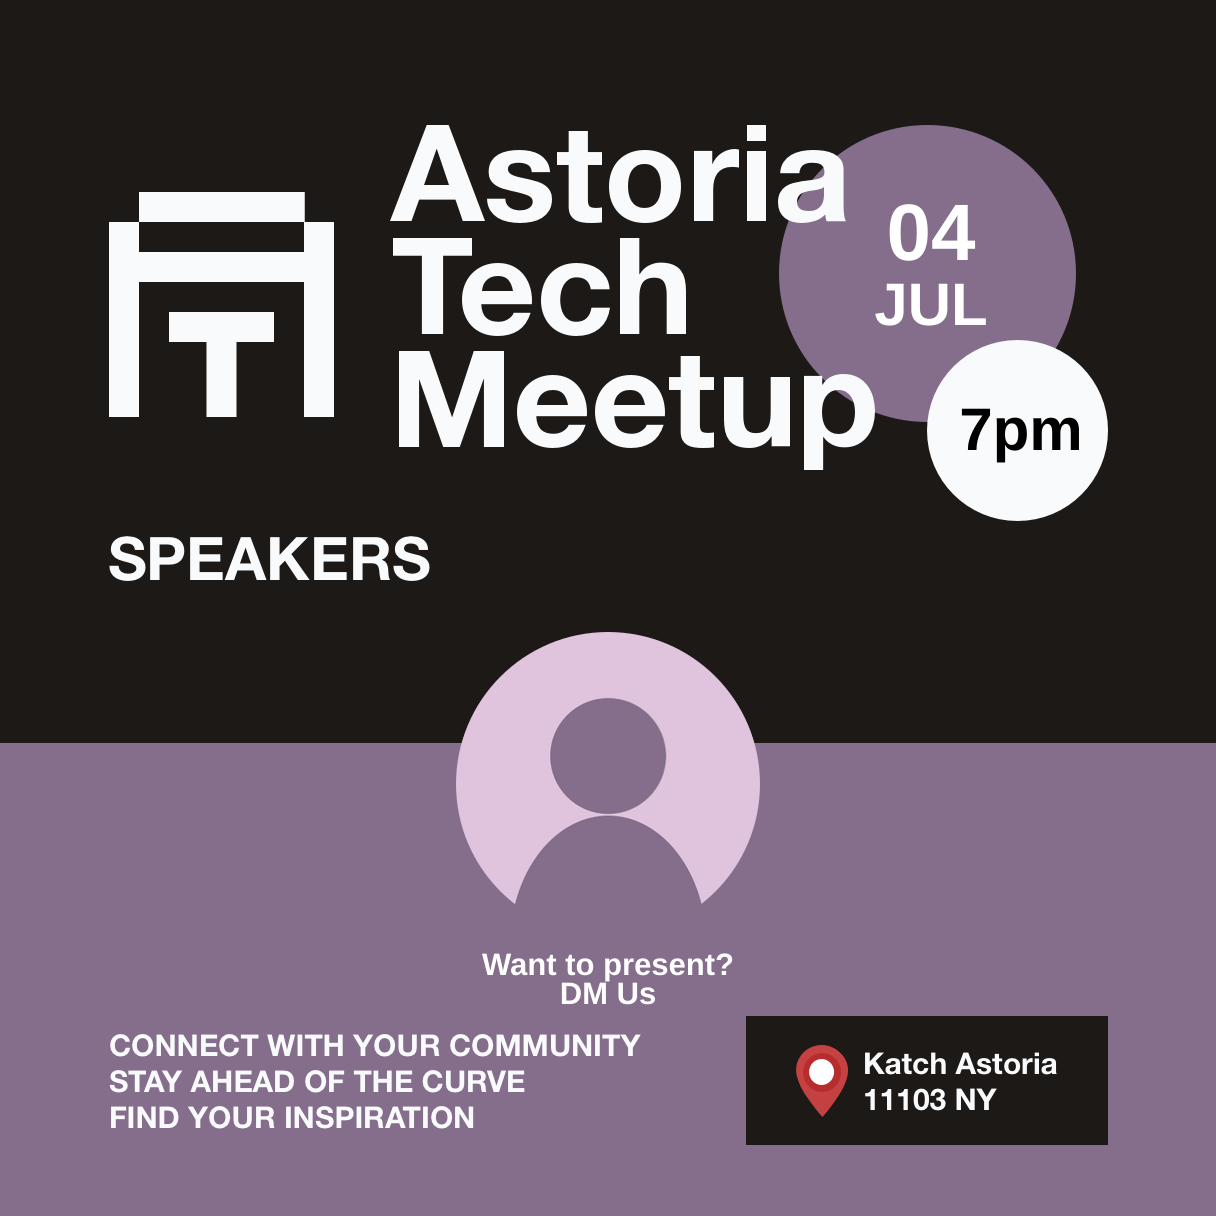 Astoria
Tech
Meetup
04
JUL
7pm
SPEAKERS
Want to present?
DM Us
CONNECT WITH YOUR COMMUNITY
STAY AHEAD OF THE CURVE
FIND YOUR INSPIRATION
Katch Astoria
11103 NY